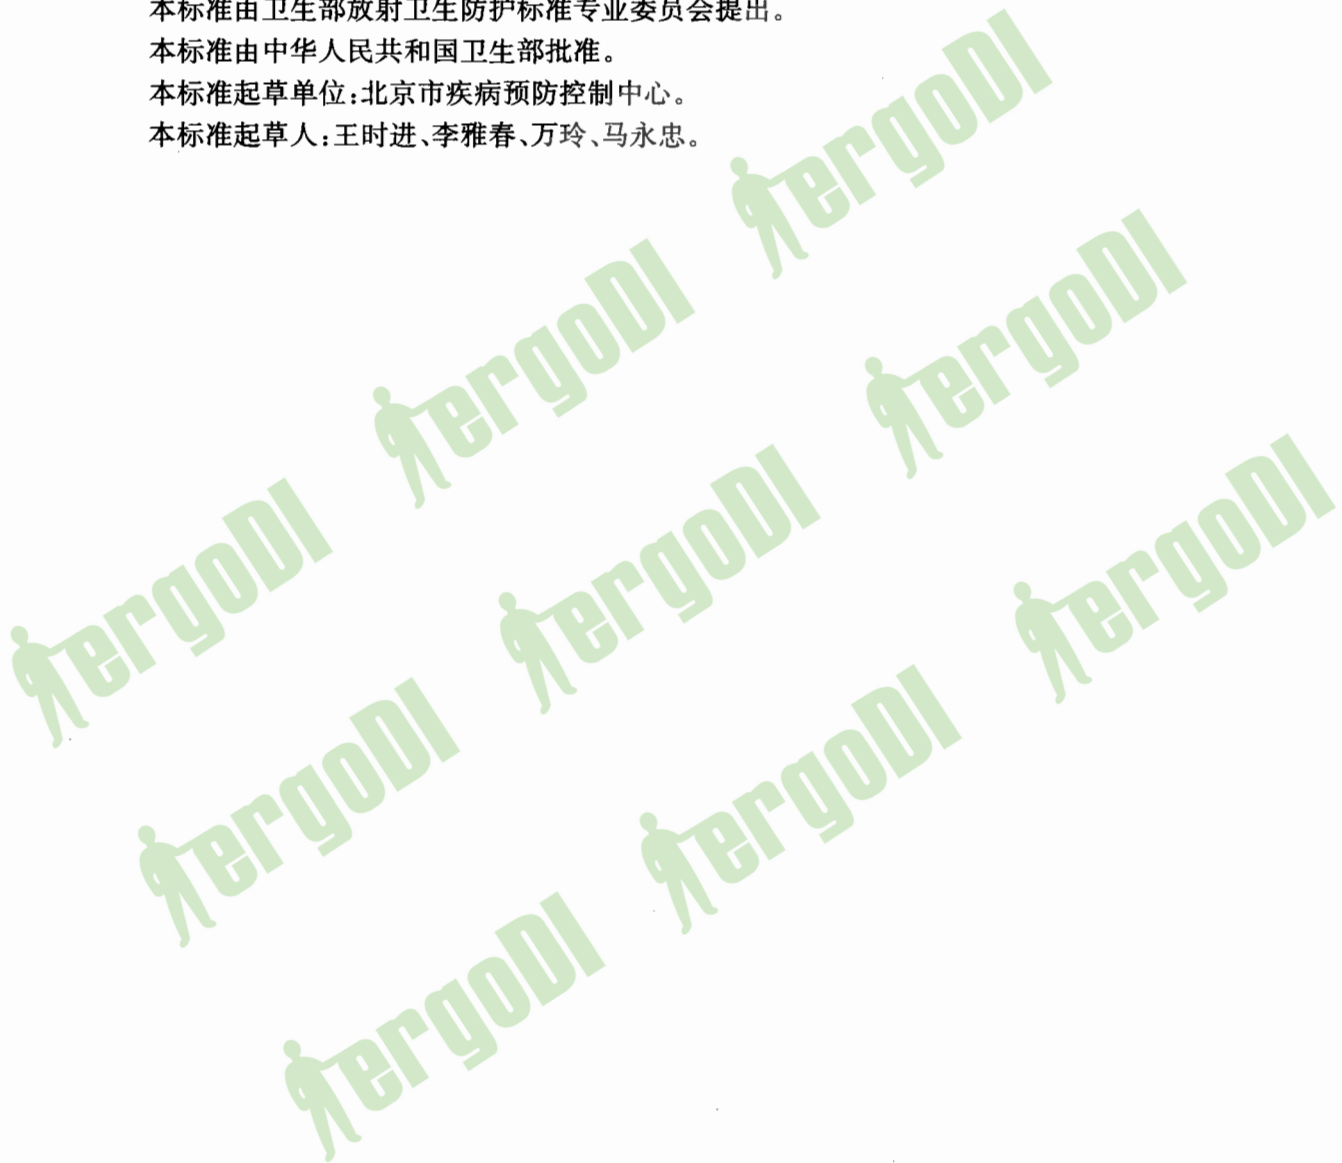 本标准由卫生部放射卫生防护标准专业委员会提出。
本标准由中华人民共和国卫生部批准。
本标准起草单位:北京市疾病预防控制中心。
本标准起草人:王时进、李雅春、万玲、马永忠。
ergoDI
ergoDI
ergoDI
ergoDI
ergoDI
ergoDI
ergoDI
ergoDI
ergoDI